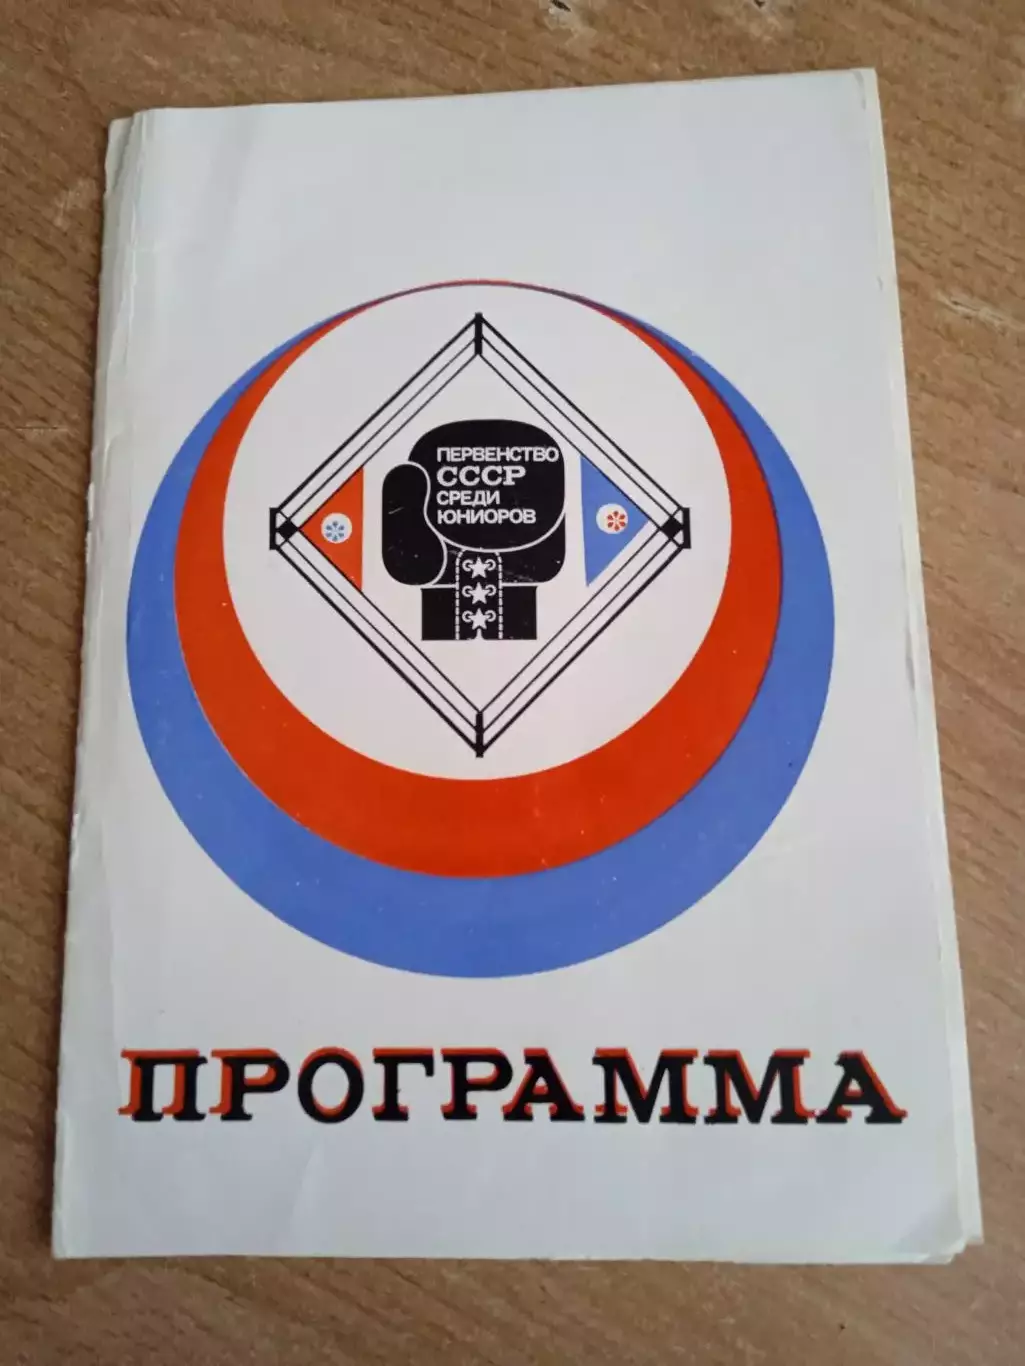 ПЕРВЕНСТВО
СССР
СРЕДИ
ЮНИОРОВ
ПРОГРАММА